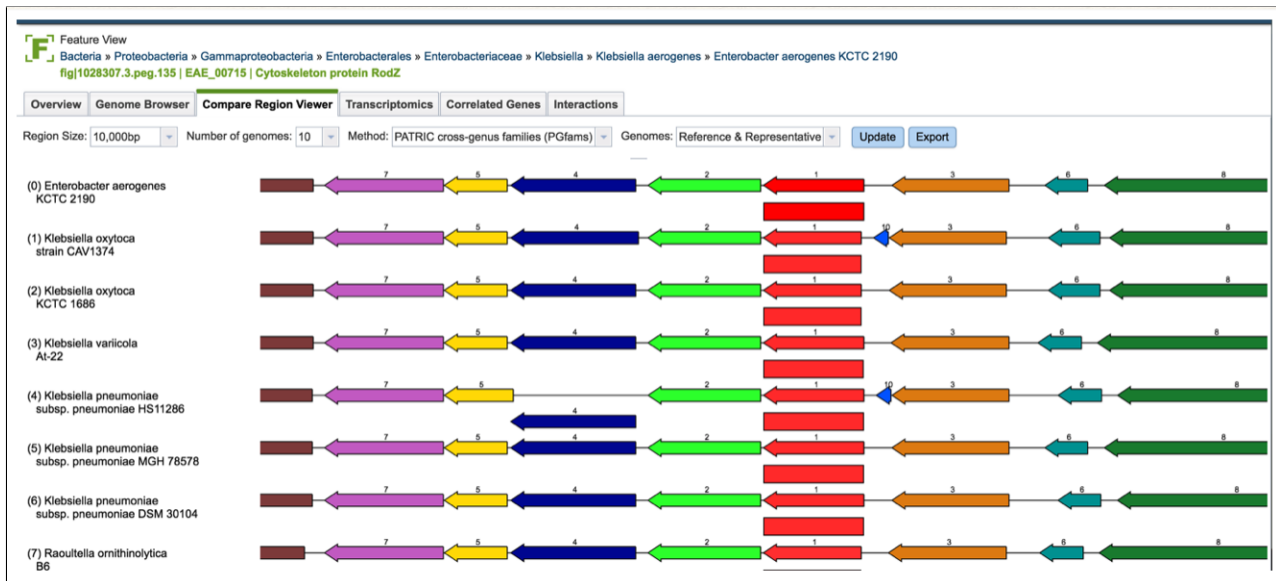 Feature View
Bacteria » Proteobacteria » Gammaproteobacteria » Enterobacterales » Enterobacteriaceae » Klebsiella » Klebsiella aerogenes » Enterobacter aerogenes KCTC 2190
fig|1028307.3.peg.135 | EAE_00715 | Cytoskeleton protein RodZ
Overview Genome Browser Compare Region Viewer Transcriptomics Correlated Genes Interactions
Region Size: 10,000bp Number of genomes: 10 Method: PATRIC cross-genus families (PGfams) Genomes: Reference & Representative Update Export
7 5 4 2 1 3 6 8
(0) Enterobacter aerogenes
KCTC 2190
7 5 4 2 1 10 3 6 8
(1) Klebsiella oxytoca
strain CAV1374
7 5 4 2 1 3 6 8
(2) Klebsiella oxytoca
KCTC 1686
7 5 4 2 1 3 6 8
(3) Klebsiella variicola
At-22
7 5 2 1 10 3 6 8
(4) Klebsiella pneumoniae
subsp. pneumoniae HS11286
4
7 5 4 2 1 3 6 8
(5) Klebsiella pneumoniae
subsp. pneumoniae MGH 78578
7 5 4 2 1 3 6 8
(6) Klebsiella pneumoniae
subsp. pneumoniae DSM 30104
7 5 4 2 1 3 6 8
(7) Raoultella ornithinolytica
B6